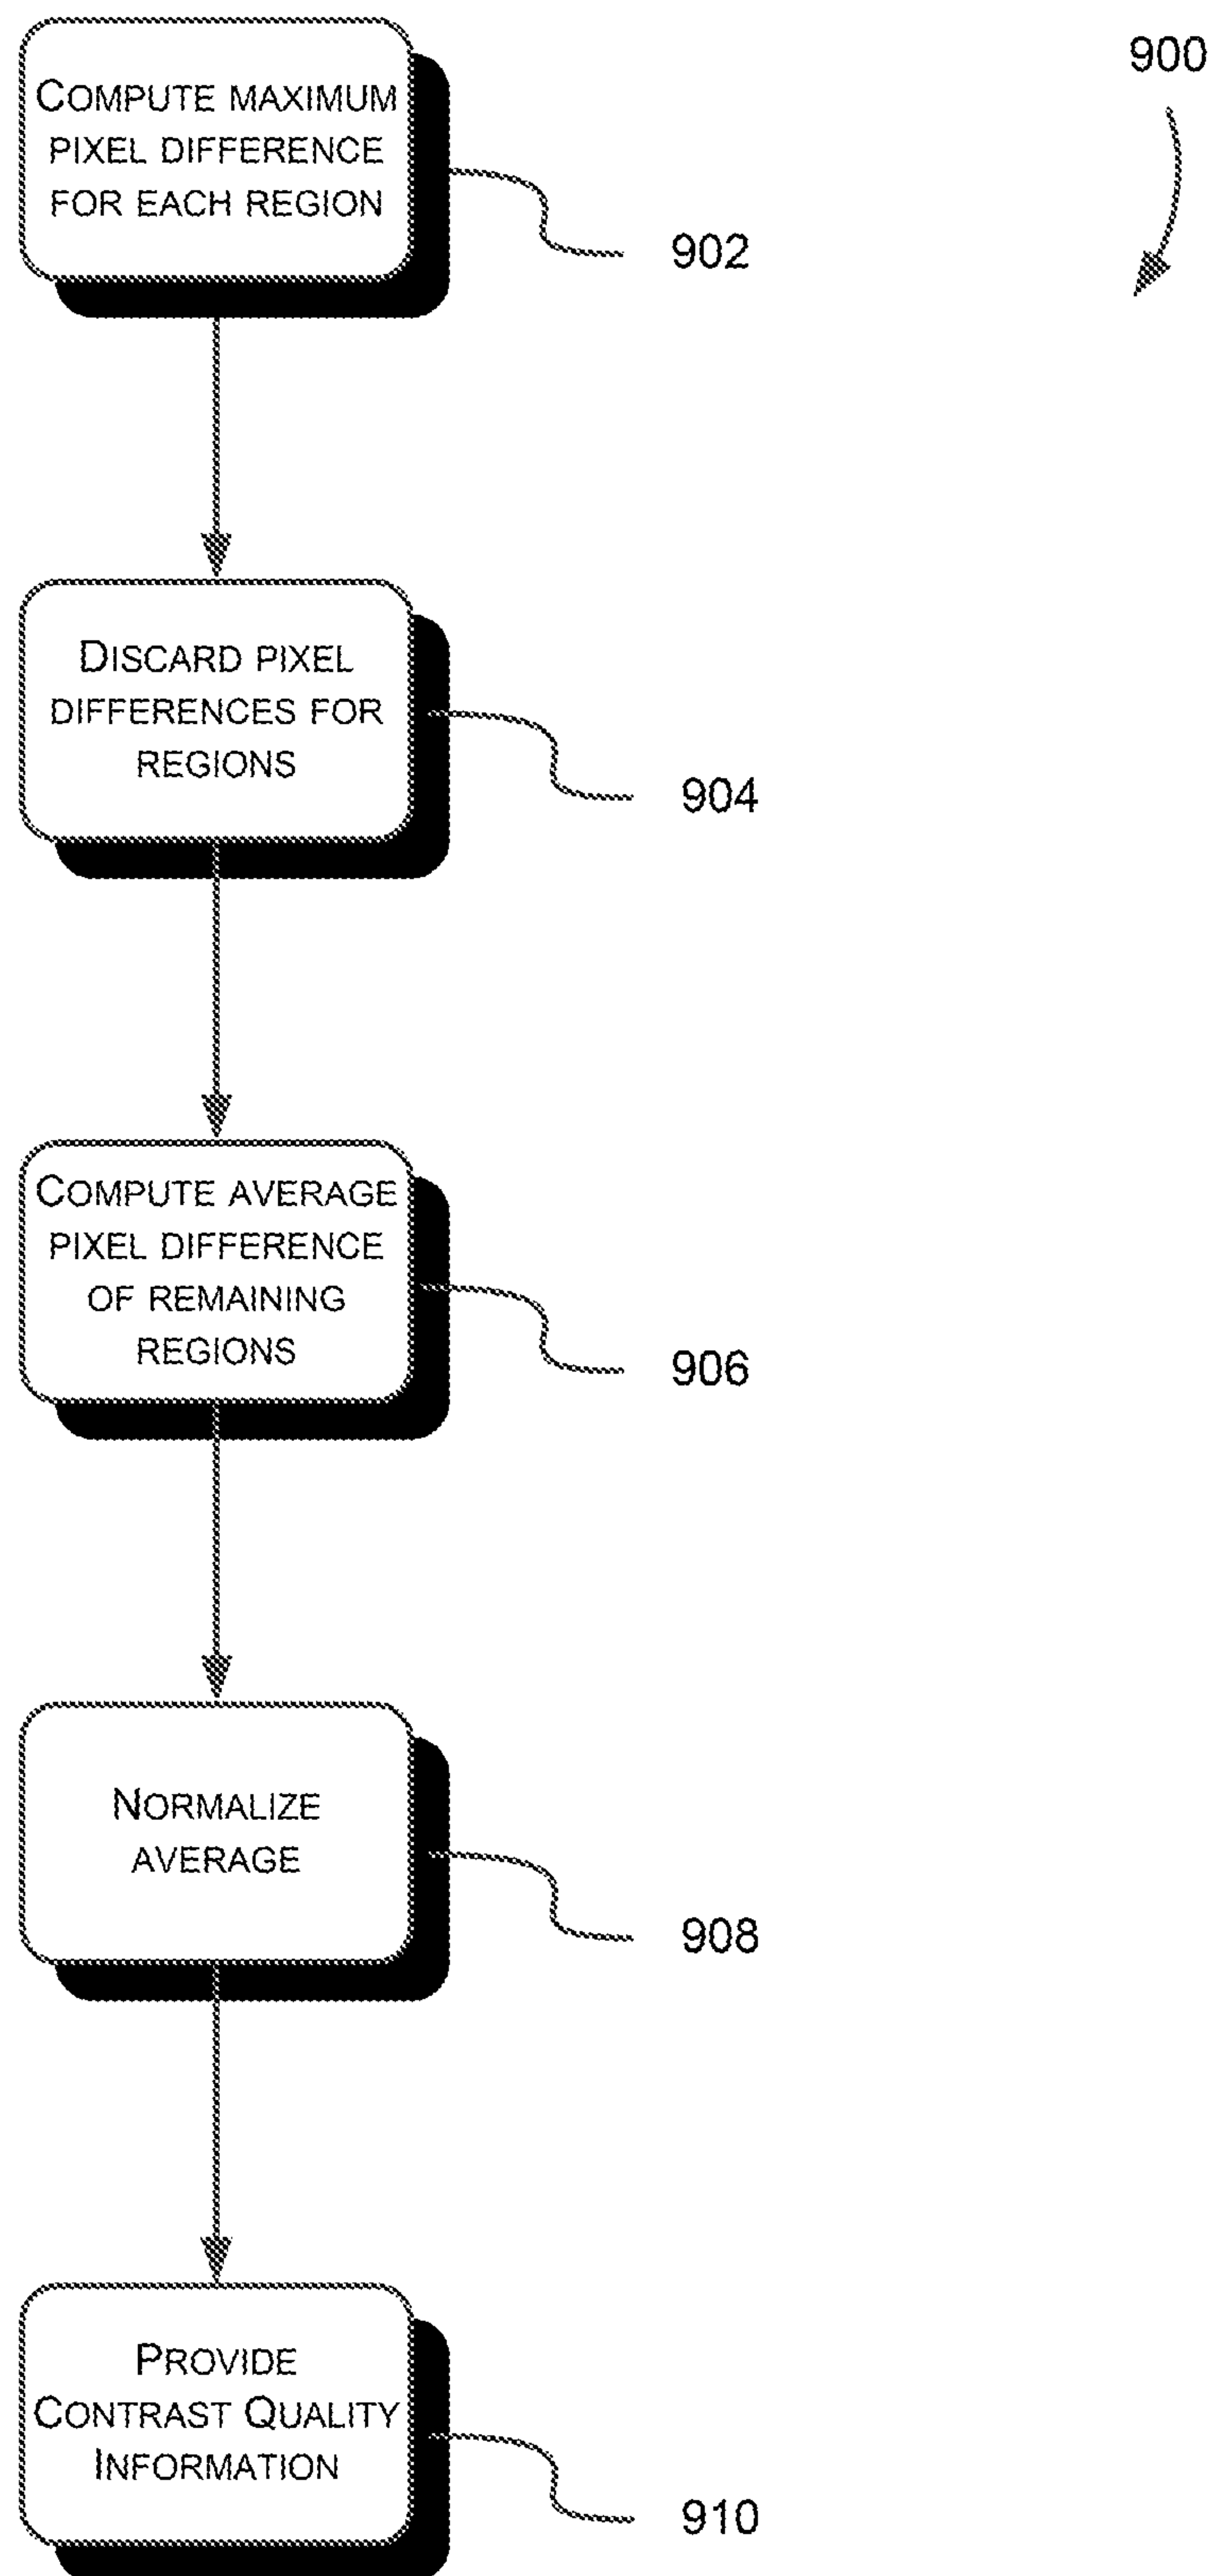 900
COMPUTE MAXIMUM
PIXEL DIFFERENCE
FOR EACH REGION
902
DISCARD PIXEL
DIFFERENCES FOR
REGIONS
904
COMPUTE AVERAGE
PIXEL DIFFERENCE
OF REMAINING
REGIONS
906
NORMALIZE
AVERAGE
908
PROVIDE
CONTRAST QUALITY
INFORMATION
910